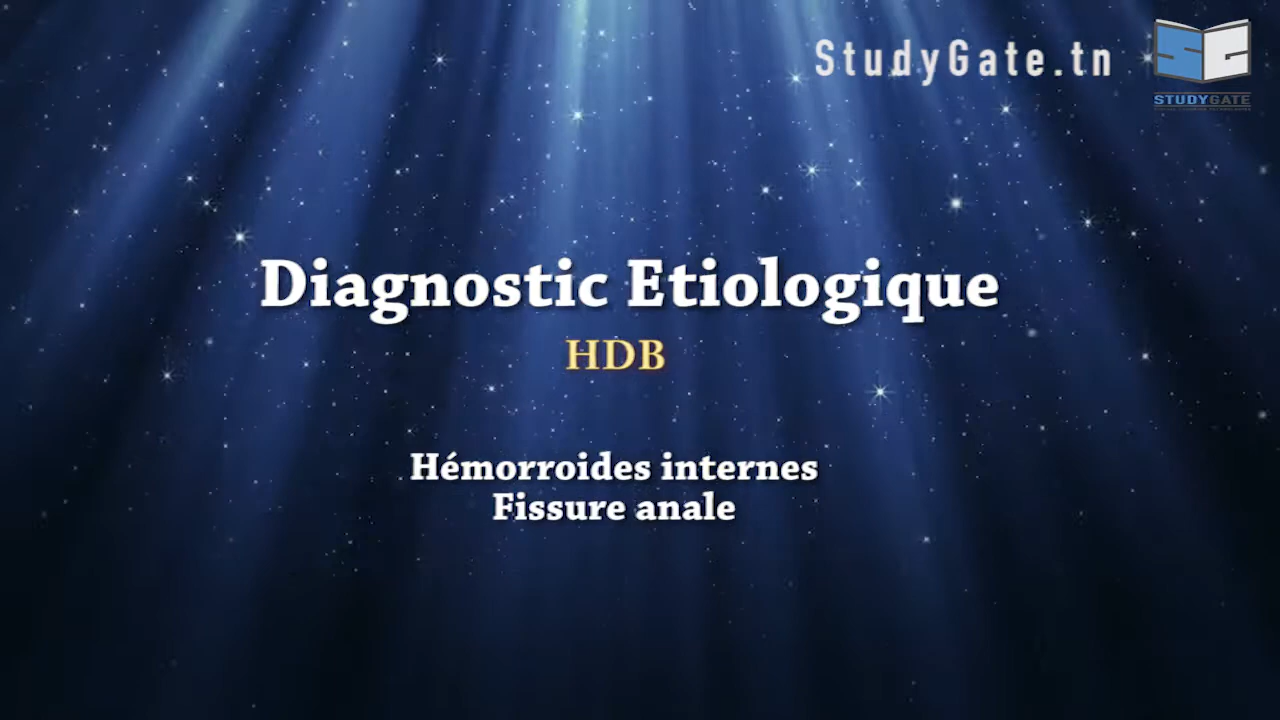 StudyGate.tn
STUDYGATE
Diagnostic Etiologique
HDB
Hémorroides internes
Fissure anale